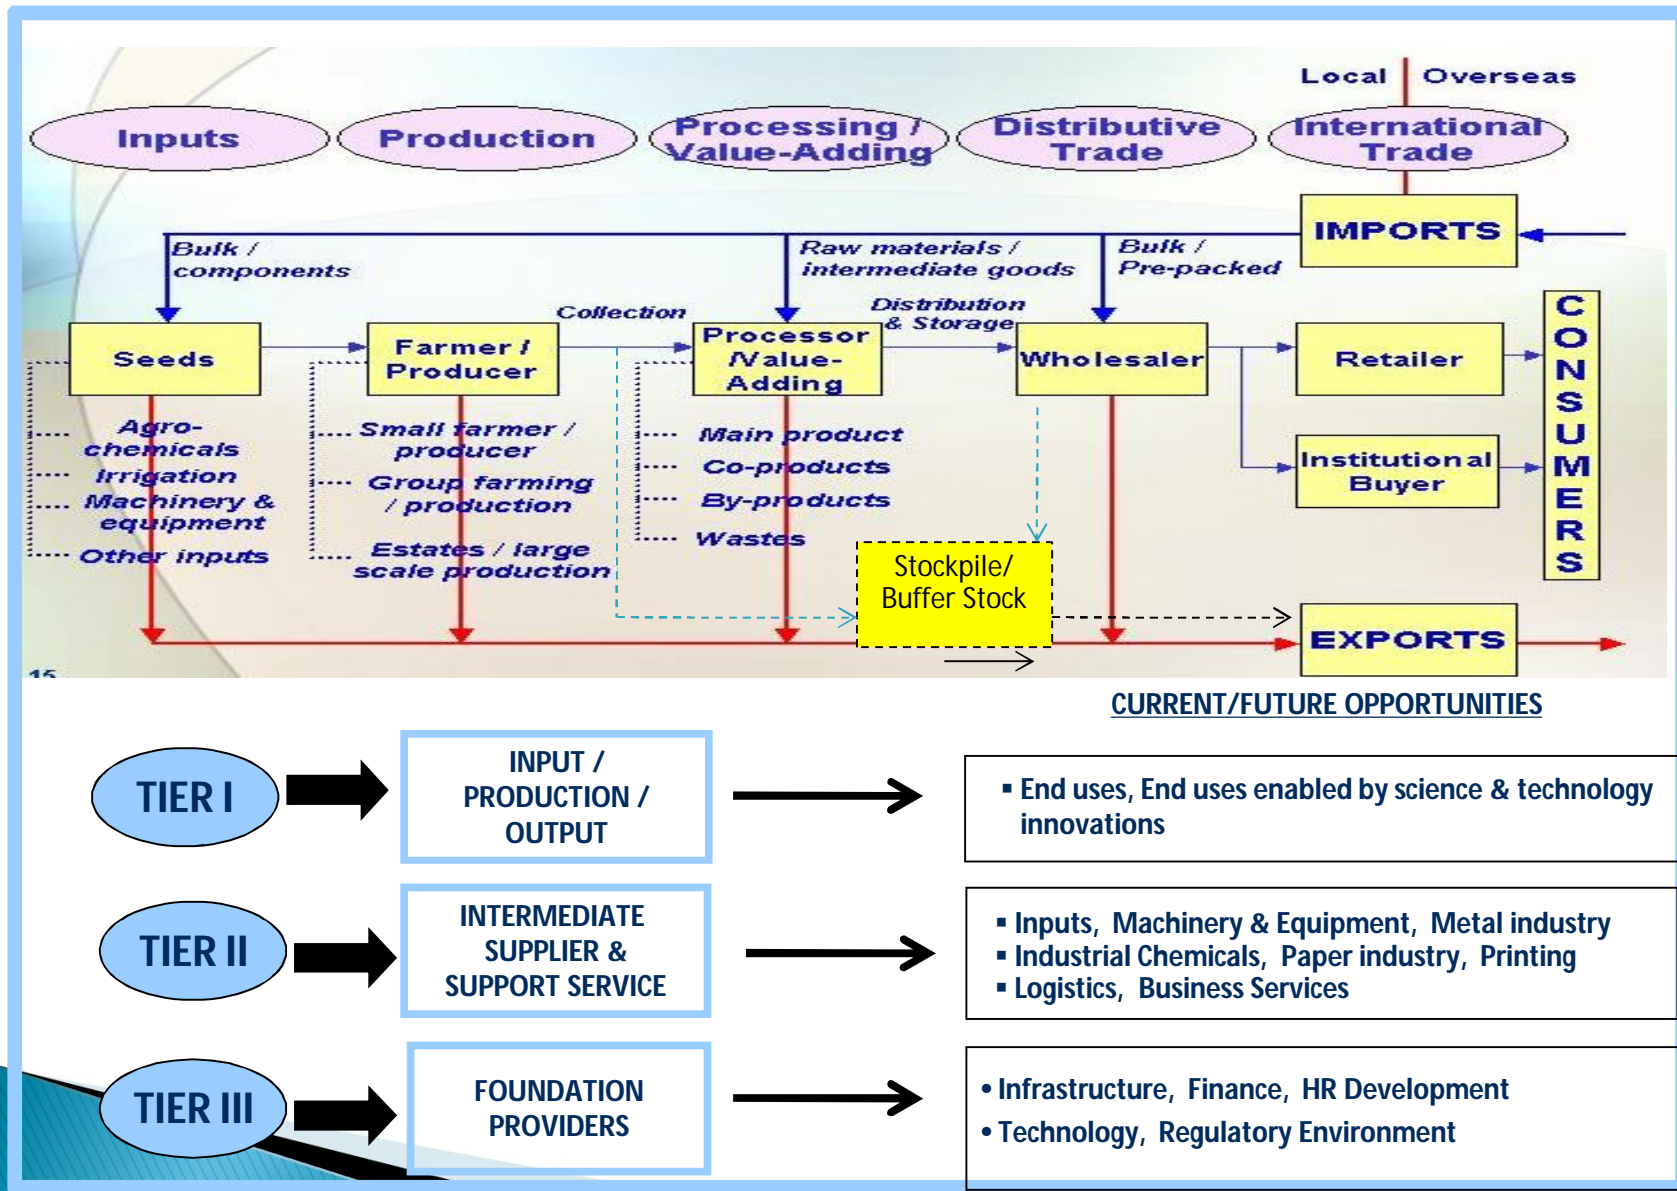 Local Overseas
Inputs
Production
Processing /
Value-Adding
Distributive
Trade
International
Trade
IMPORTS
Bulk /
components
Raw materials /
intermediate goods
Bulk /
Pre-packed
Collection
Distribution
& Storage
Seeds
Farmer /
Producer
Processor
/Value-
Adding
Wholesaler
Retailer
Institutional
Buyer
CONSUMERS
Agro-
chemicals
Irrigation
Machinery &
equipment
Other inputs
Small farmer /
producer
Group farming
/ production
Estates / large
scale production
Main product
Co-products
By-products
Wastes
Stockpile/
Buffer Stock
EXPORTS
15
CURRENT/FUTURE OPPORTUNITIES
TIER I
INPUT /
PRODUCTION /
OUTPUT
▪ End uses, End uses enabled by science & technology
innovations
TIER II
INTERMEDIATE
SUPPLIER &
SUPPORT SERVICE
▪ Inputs, Machinery & Equipment, Metal industry
▪ Industrial Chemicals, Paper industry, Printing
▪ Logistics, Business Services
TIER III
FOUNDATION
PROVIDERS
• Infrastructure, Finance, HR Development
• Technology, Regulatory Environment